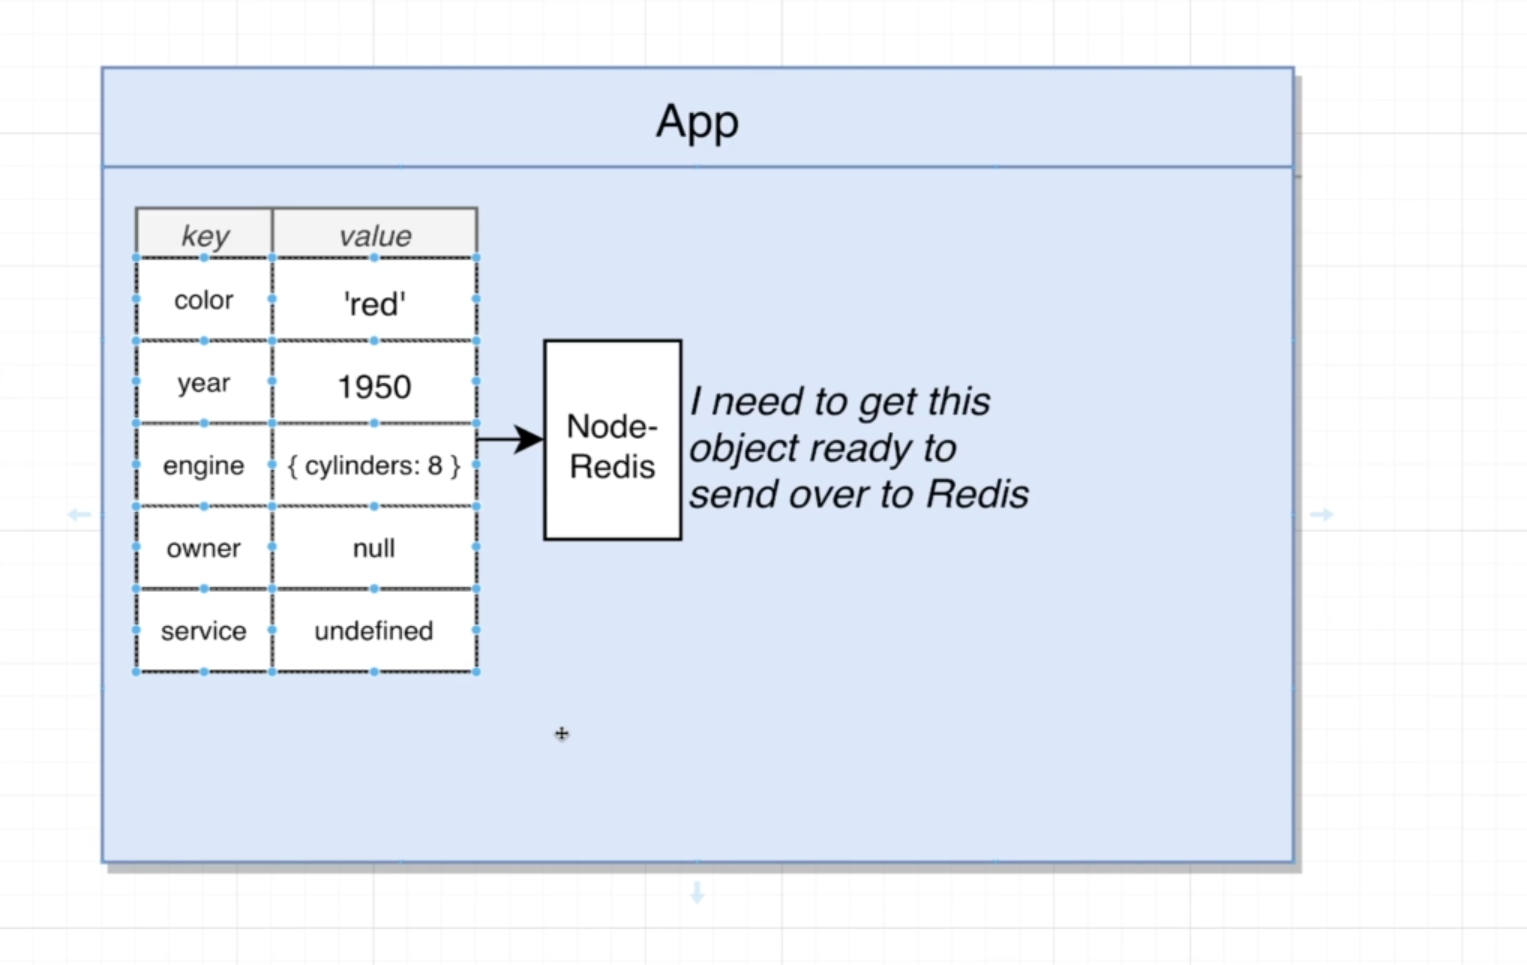 App
key value
color 'red'
year 1950
engine { cylinders: 8 }
owner null
service undefined
Node-
Redis
I need to get this
object ready to
send over to Redis